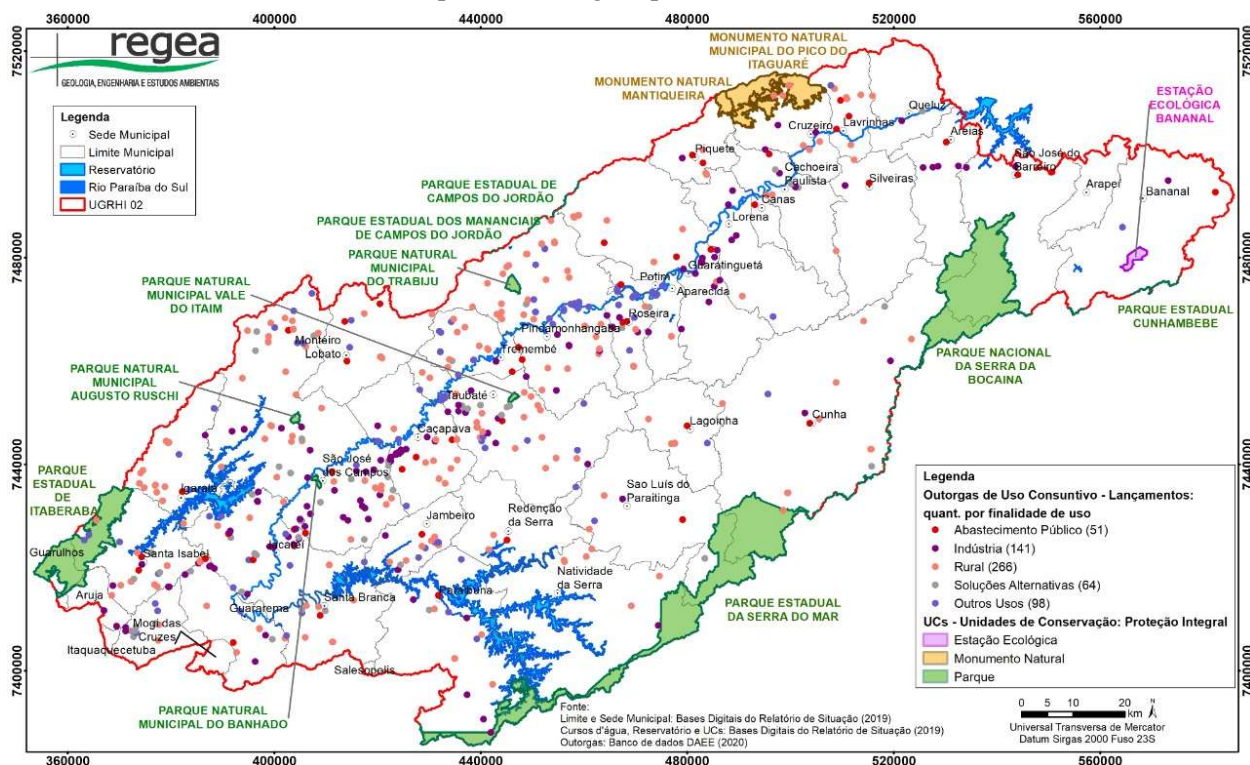 360000 400000 440000 480000 520000 560000
7520000
7480000
7440000
7400000
regea
GEOLOGIA, ENGENHARIA E ESTUDOS AMBIENTAIS
Legenda
Sede Municipal
Limite Municipal
Reservatório
Rio Paraíba do Sul
UGRHI 02
MONUMENTO NATURAL
MUNICIPAL DO PICO DO
ITAGUARÉ
MONUMENTO NATURAL
MANTIQUEIRA
ESTAÇÃO
ECOLÓGICA
BANANAL
PARQUE ESTADUAL DE
CAMPOS DO JORDÃO
PARQUE ESTADUAL DOS MANANCIAIS
DE CAMPOS DO JORDÃO
PARQUE NATURAL
MUNICIPAL
DO TRABIJU
PARQUE NATURAL
MUNICIPAL VALE
DO ITAIM
PARQUE NATURAL
MUNICIPAL
AUGUSTO RUSCHI
PARQUE
ESTADUAL
DE
ITABERABA
PARQUE NATURAL
MUNICIPAL DO BANHADO
PARQUE ESTADUAL
DA SERRA DO MAR
PARQUE NACIONAL
DA SERRA DA
BOCAINA
PARQUE ESTADUAL
CUNHAMBEBE
Queluz
Lavrinhas
Cruzeiro
Areias
São José do
Barreiro
Arapeí
Bananal
Piquete
Cachoeira
Paulista
Silveiras
Canas
Lorena
Guaratinguetá
Potim
Aparecida
Roseira
Pindamonhangaba
Tremembé
Monteiro
Lobato
Taubaté
Caçapava
Lagoinha
Cunha
São José
dos Campos
Sao Luís do
Paraitinga
Igaratá
Jambeiro
Redenção
da Serra
Guarulhos
Santa Isabel
Jacareí
Natividade
da Serra
Paraibuna
Arujá
Guararema
Santa Branca
Mogi das
Cruzes
Itaquaquecetuba
Salesópolis
Legenda
Outorgas de Uso Consuntivo - Lançamentos:
quant. por finalidade de uso
Abastecimento Público (51)
Indústria (141)
Rural (266)
Soluções Alternativas (64)
Outros Usos (98)
UCs - Unidades de Conservação: Proteção Integral
Estação Ecológica
Monumento Natural
Parque
0 5 10 20
km
N
Universal Transversa de Mercator
Datum Sirgas 2000 Fuso 23S
Fonte:
Limite e Sede Municipal: Bases Digitais do Relatório de Situação (2019)
Cursos d'água, Reservatório e UCs: Bases Digitais do Relatório de Situação (2019)
Outorgas: Banco de dados DAEE (2020)
7520000
7480000
7440000
7400000
360000 400000 440000 480000 520000 560000